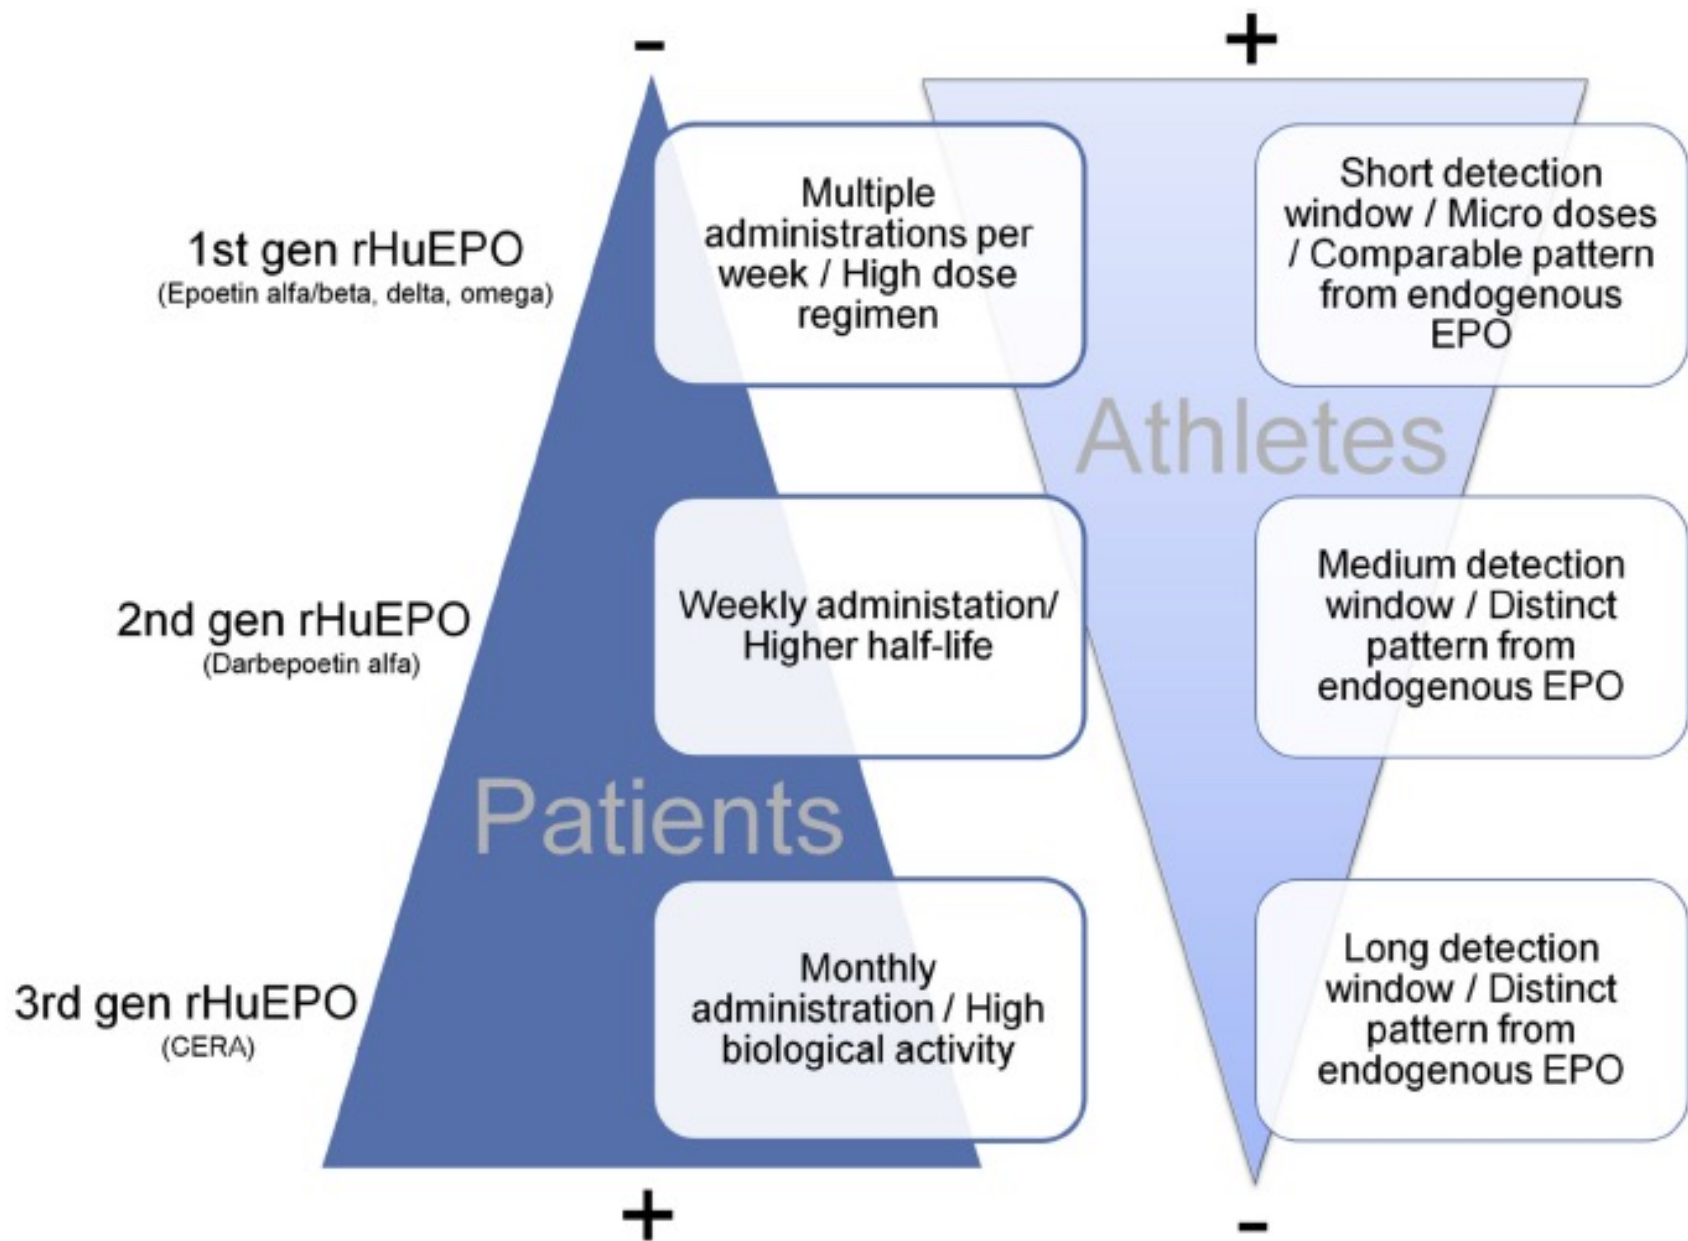 -
+
1st gen rHuEPO
(Epoetin alfa/beta, delta, omega)
Multiple
administrations per
week / High dose
regimen
Short detection
window / Micro doses
/ Comparable pattern
from endogenous
EPO
Athletes
2nd gen rHuEPO
(Darbepoetin alfa)
Weekly administation/
Higher half-life
Medium detection
window / Distinct
pattern from
endogenous EPO
Patients
3rd gen rHuEPO
(CERA)
Monthly
administration / High
biological activity
Long detection
window / Distinct
pattern from
endogenous EPO
+
-